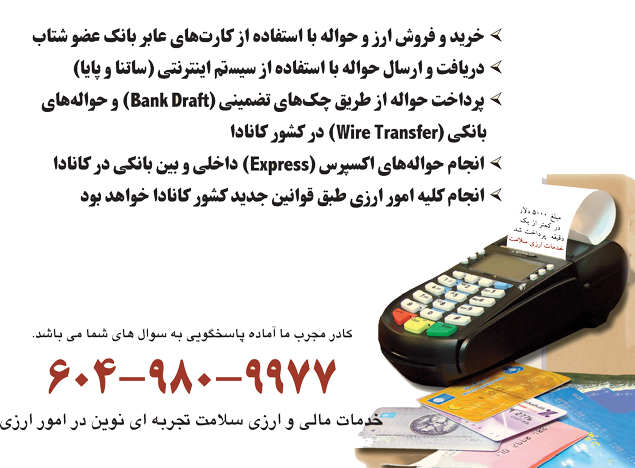 ➢ خرید و فروش ارز و حواله با استفاده از کارت‌های عابر بانک عضو شتاب
➢ دریافت و ارسال حواله با استفاده از سیستم اینترنتی (ساتنا و پایا)
➢ پرداخت حواله از طریق چک‌های تضمینی (Bank Draft) و حواله‌های
بانکی (Wire Transfer) در کشور کانادا
➢ انجام حواله‌های اکسپرس (Express) داخلی و بین بانکی در کانادا
➢ انجام کلیه امور ارزی طبق قوانین جدید کشور کانادا خواهد بود
مبلغ ۵۰۰۰ دلار
در کمتر از یک
دقیقه پرداخت شد
خدمات ارزی سلامت
کادر مجرب ما آماده پاسخگویی به سوال های شما می باشد.
۶۰۴-۹۸۰-۹۹۷۷
خدمات مالی و ارزی سلامت تجربه ای نوین در امور ارزی